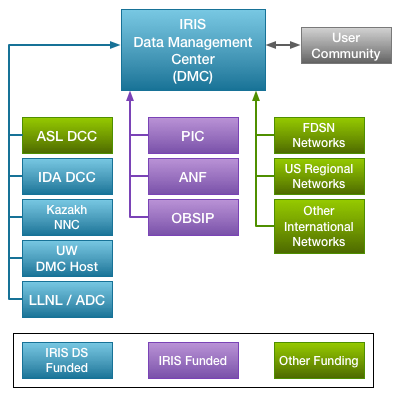 IRIS
Data Management
Center
(DMC)
User
Community
ASL DCC
PIC
FDSN
Networks
IDA DCC
ANF
US Regional
Networks
Kazakh
NNC
OBSIP
Other
International
Networks
UW
DMC Host
LLNL / ADC
IRIS DS
Funded
IRIS Funded
Other Funding